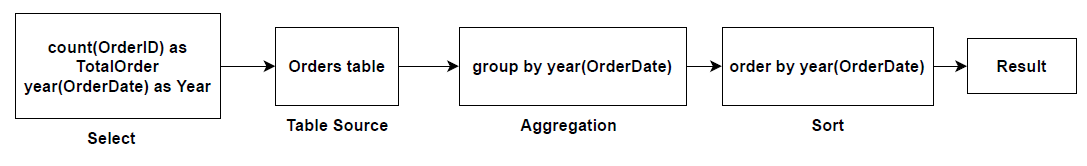 count(OrderID) as
TotalOrder
year(OrderDate) as Year
Select
Orders table
Table Source
group by year(OrderDate)
Aggregation
order by year(OrderDate)
Sort
Result